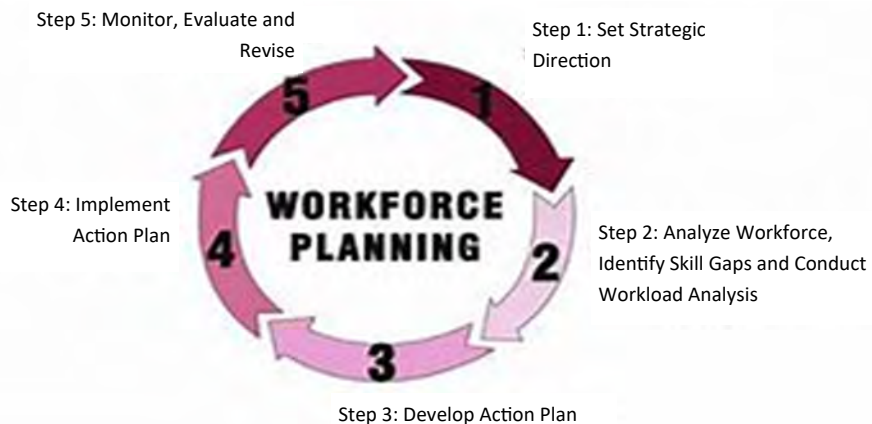 Step 5: Monitor, Evaluate and
Revise
Step 1: Set Strategic
Direction
5
1
Step 4: Implement
Action Plan
4
WORKFORCE
PLANNING
2
Step 2: Analyze Workforce,
Identify Skill Gaps and Conduct
Workload Analysis
3
Step 3: Develop Action Plan